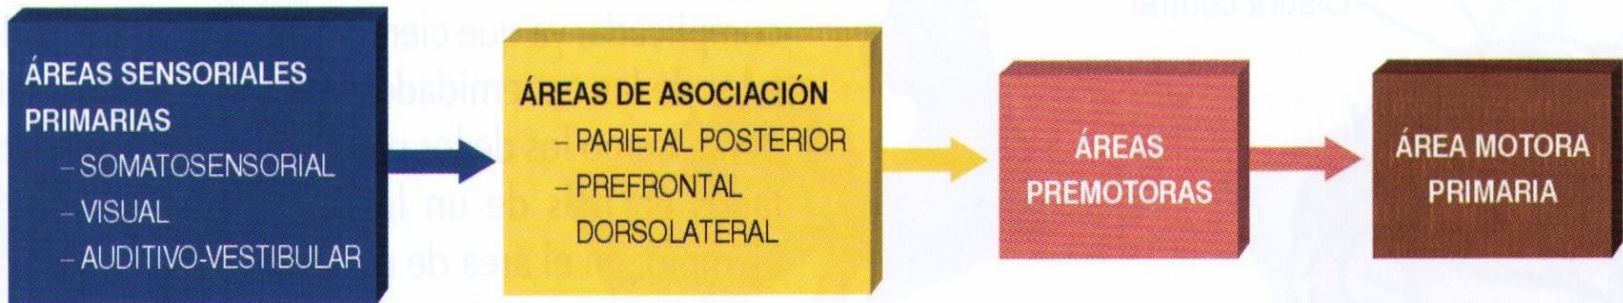 ÁREAS SENSORIALES
PRIMARIAS
– SOMATOSENSORIAL
– VISUAL
– AUDITIVO-VESTIBULAR
ÁREAS DE ASOCIACIÓN
– PARIETAL POSTERIOR
– PREFRONTAL
DORSOLATERAL
ÁREAS
PREMOTORAS
ÁREA MOTORA
PRIMARIA